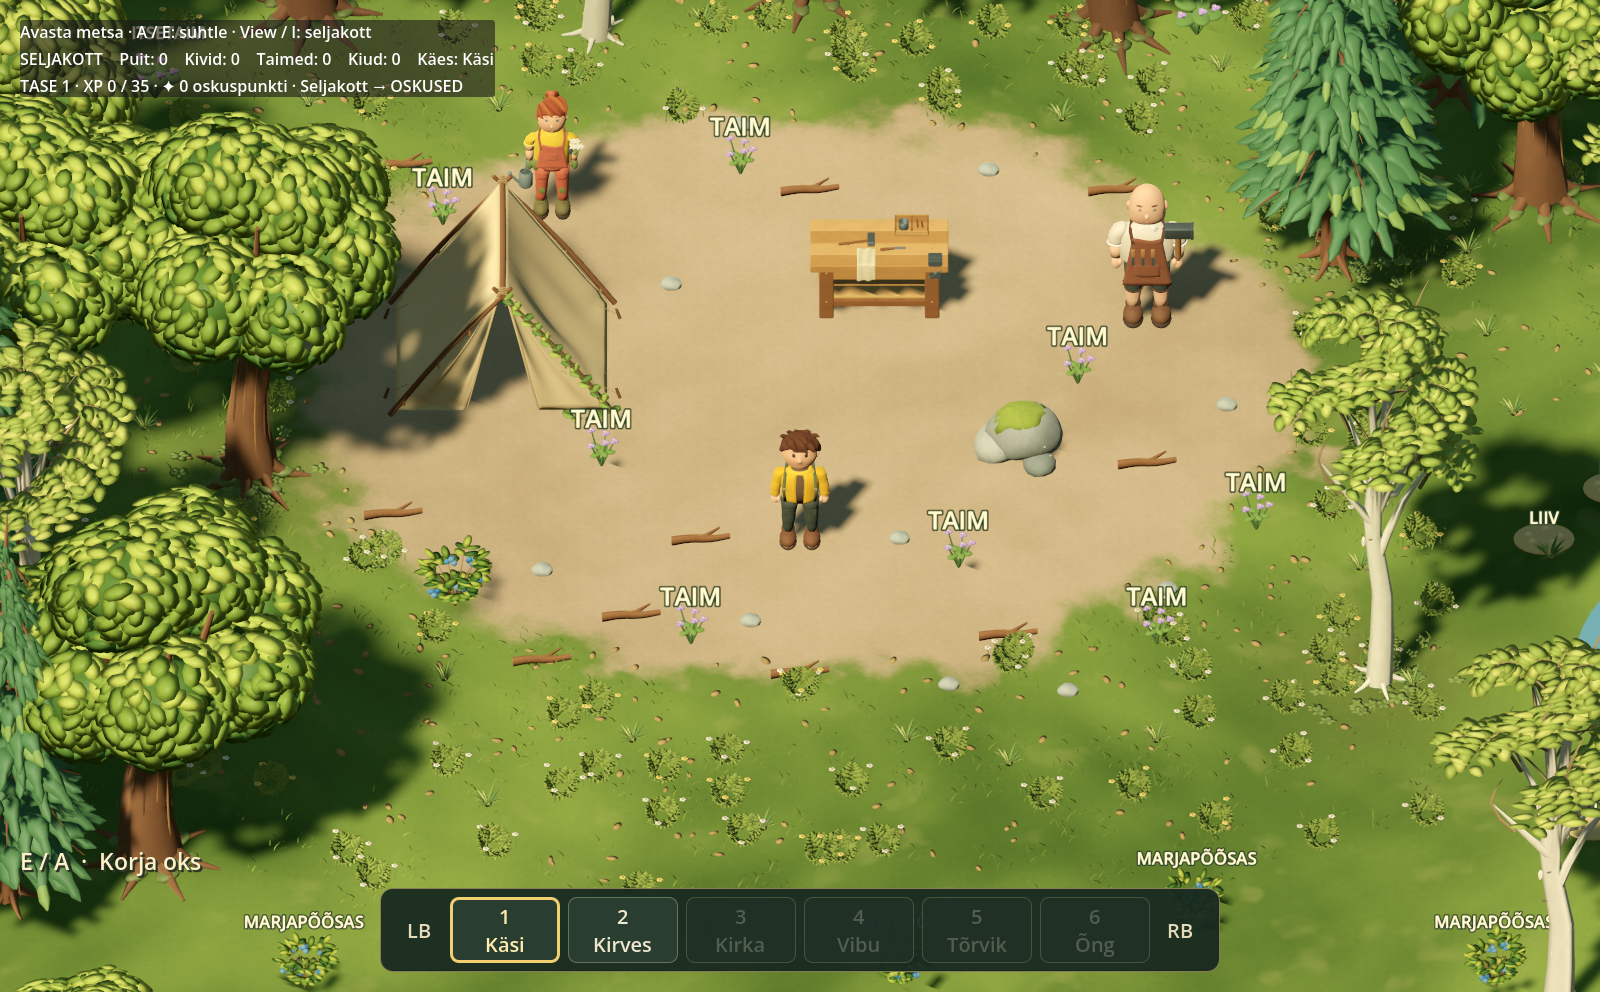 Avasta metsa · A / E: suhtle · View / I: seljakott
SELJAKOTT Puit: 0 Kivid: 0 Taimed: 0 Kiud: 0 Käes: Käsi
TASE 1 · XP 0 / 35 · ✦ 0 oskuspunkti · Seljakott → OSKUSED
TAIM
TAIM
TAIM
TAIM
TAIM
LIIV
TAIM
TAIM
TAIM
E / A · Korja oks
MARJAPÕÕSAS
MARJAPÕÕSAS
MARJAPÕÕSAS
LB
1 Käsi
2 Kirves
3 Kirka
4 Vibu
5 Tõrvik
6 Õng
RB